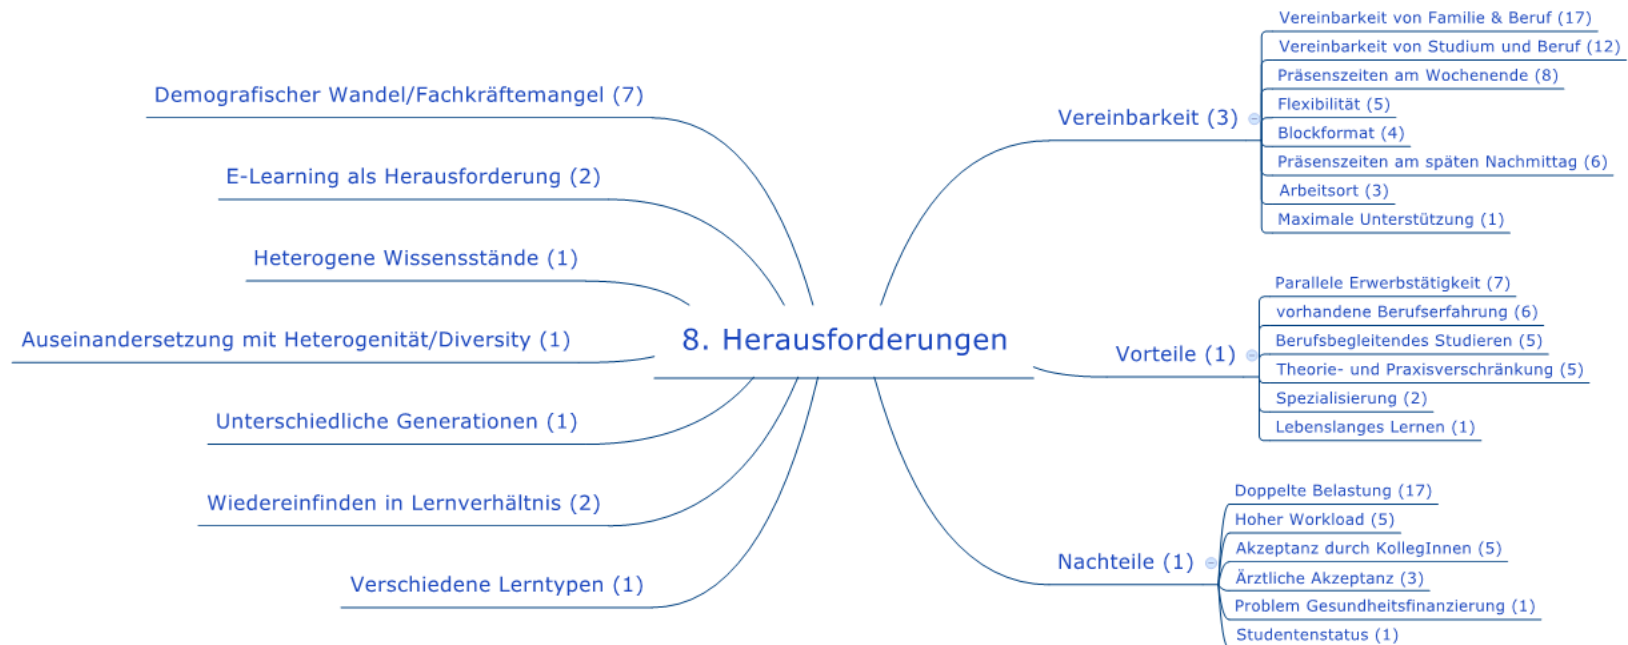 8. Herausforderungen
Demografischer Wandel/Fachkräftemangel (7)
E-Learning als Herausforderung (2)
Heterogene Wissensstände (1)
Auseinandersetzung mit Heterogenität/Diversity (1)
Unterschiedliche Generationen (1)
Wiedereinfinden in Lernverhältnis (2)
Verschiedene Lerntypen (1)
Vereinbarkeit (3)
Vereinbarkeit von Familie & Beruf (17)
Vereinbarkeit von Studium und Beruf (12)
Präsenszeiten am Wochenende (8)
Flexibilität (5)
Blockformat (4)
Präsenszeiten am späten Nachmittag (6)
Arbeitsort (3)
Maximale Unterstützung (1)
Vorteile (1)
Parallele Erwerbstätigkeit (7)
vorhandene Berufserfahrung (6)
Berufsbegleitendes Studieren (5)
Theorie- und Praxisverschränkung (5)
Spezialisierung (2)
Lebenslanges Lernen (1)
Nachteile (1)
Doppelte Belastung (17)
Hoher Workload (5)
Akzeptanz durch KollegInnen (5)
Ärztliche Akzeptanz (3)
Problem Gesundheitsfinanzierung (1)
Studentenstatus (1)